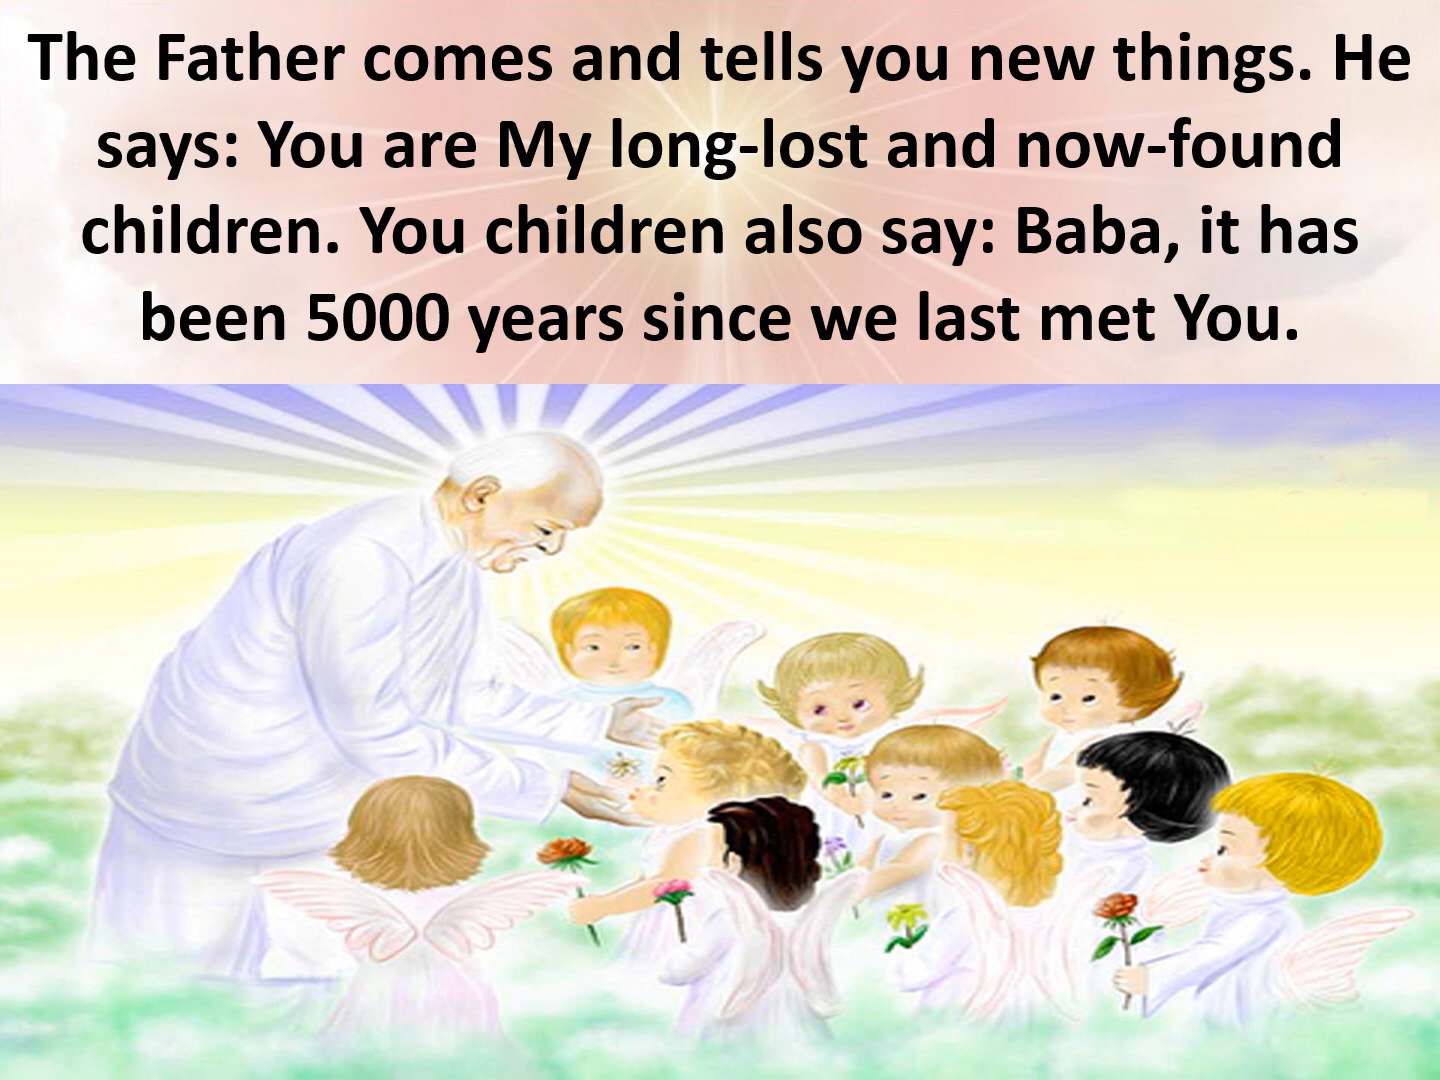 The Father comes and tells you new things. He
says: You are My long-lost and now-found
children. You children also say: Baba, it has
been 5000 years since we last met You.